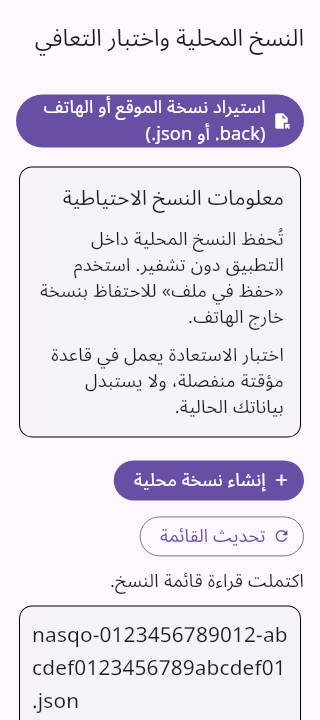 النسخ المحلية واختبار التعافي
استيراد نسخة الموقع أو الهاتف
(.back أو .json)
معلومات النسخ الاحتياطية
تُحفظ النسخ المحلية داخل
التطبيق دون تشفير. استخدم
«حفظ في ملف» للاحتفاظ بنسخة
خارج الهاتف.
اختبار الاستعادة يعمل في قاعدة
مؤقتة منفصلة، ولا يستبدل
بياناتك الحالية.
إنشاء نسخة محلية
تحديث القائمة
اكتملت قراءة قائمة النسخ.
nasqo-0123456789012-ab
cdef0123456789abcdef01
.json